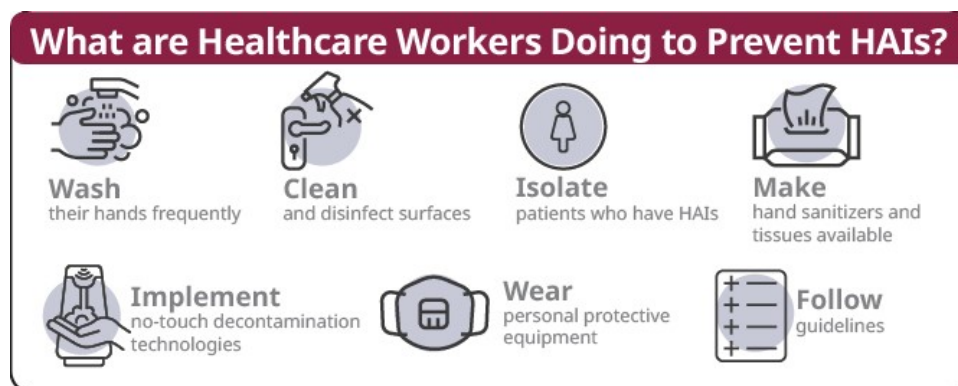 What are Healthcare Workers Doing to Prevent HAIs?
Wash
their hands frequently
Clean
and disinfect surfaces
Isolate
patients who have HAIs
Make
hand sanitizers and
tissues available
Implement
no-touch decontamination
technologies
Wear
personal protective
equipment
Follow
guidelines